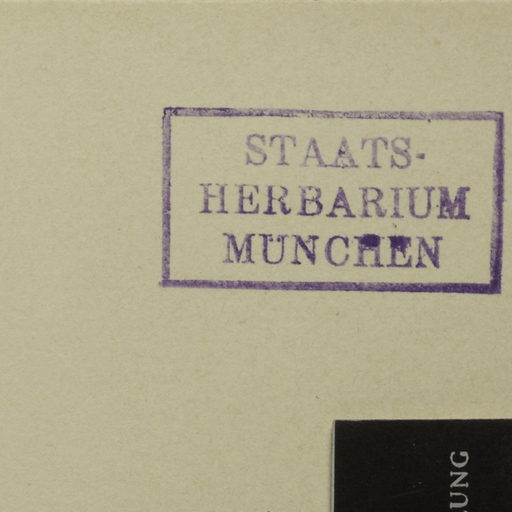 STAATS-
HERBARIUM
MÜNCHEN
UNG